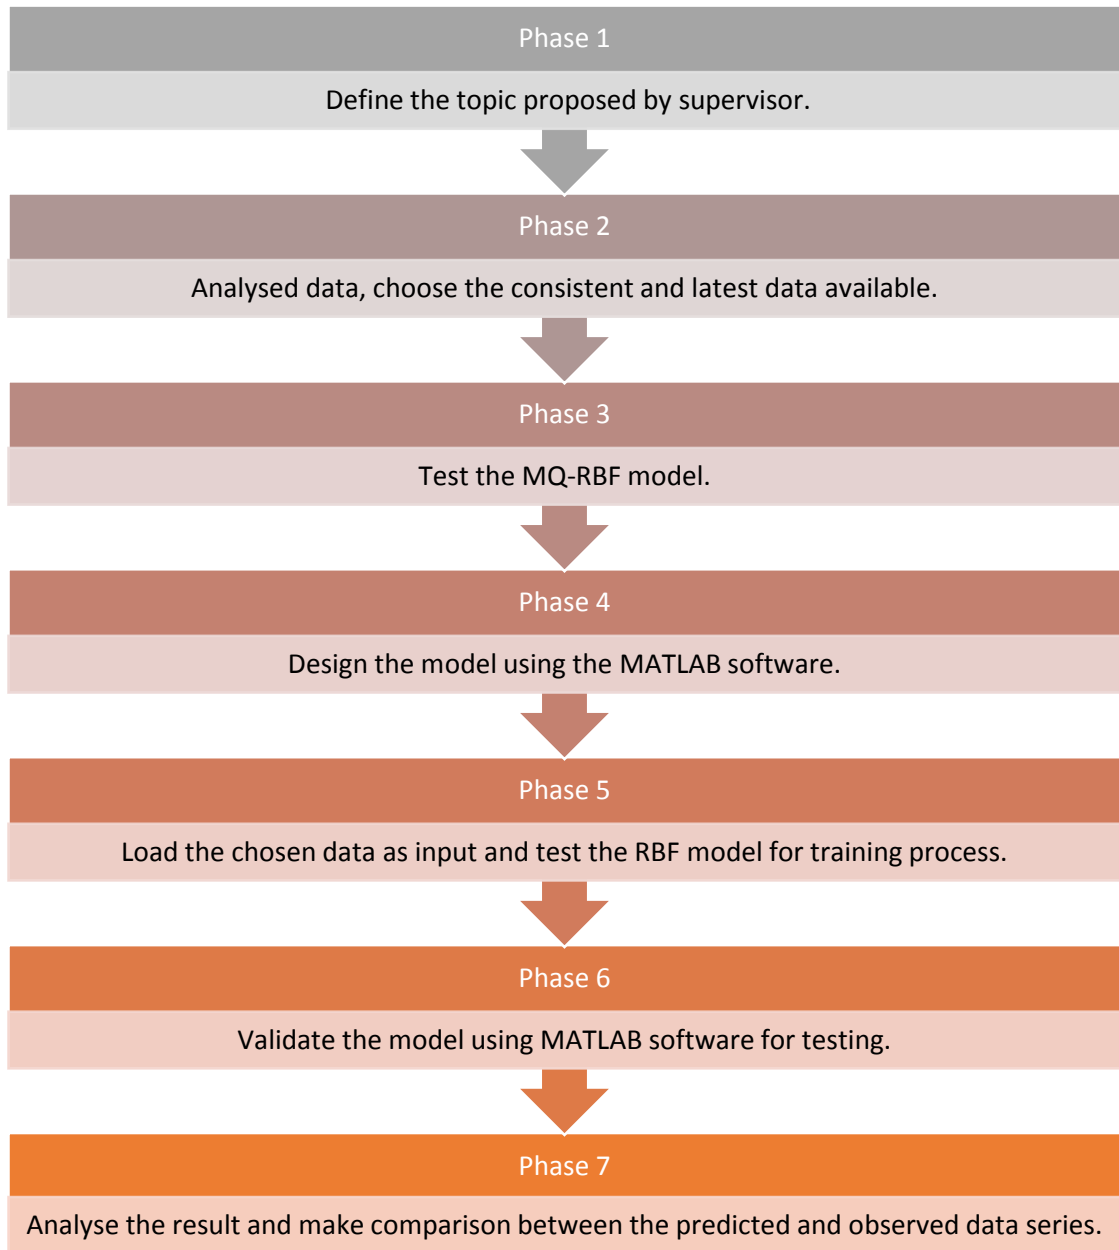 Phase 1
Define the topic proposed by supervisor.
Phase 2
Analysed data, choose the consistent and latest data available.
Phase 3
Test the MQ-RBF model.
Phase 4
Design the model using the MATLAB software.
Phase 5
Load the chosen data as input and test the RBF model for training process.
Phase 6
Validate the model using MATLAB software for testing.
Phase 7
Analyse the result and make comparison between the predicted and observed data series.